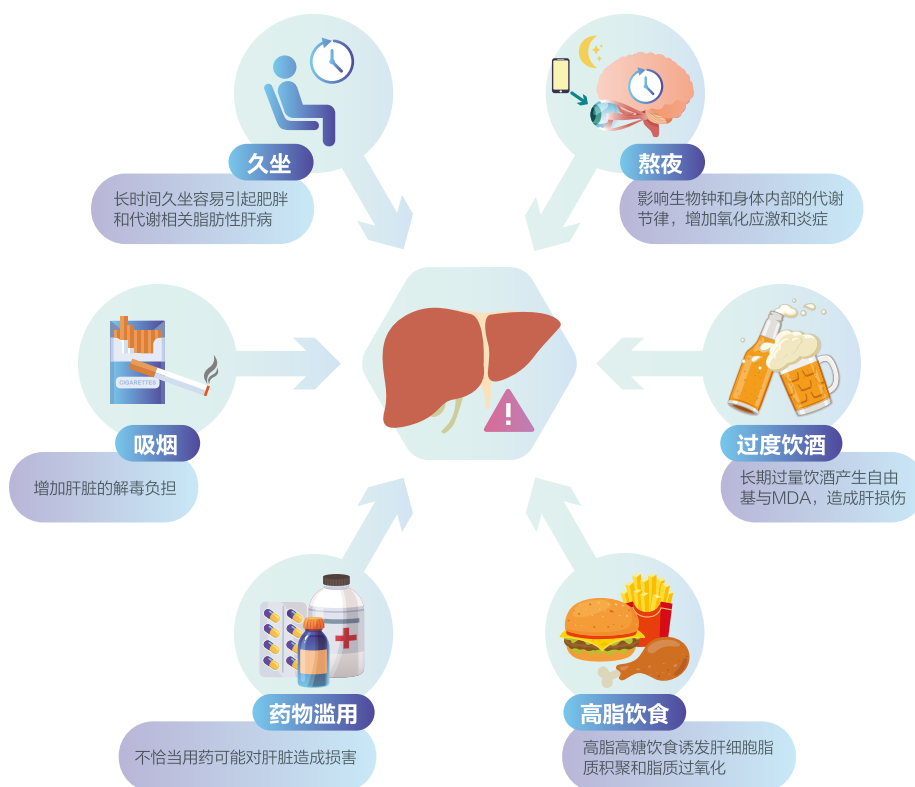 久坐
长时间久坐容易引起肥胖
和代谢相关脂肪性肝病
熬夜
影响生物钟和身体内部的代谢
节律，增加氧化应激和炎症
CIGARETTES
吸烟
增加肝脏的解毒负担
过度饮酒
长期过量饮酒产生自由
基与MDA，造成肝损伤
药物滥用
不恰当用药可能对肝脏造成损害
高脂饮食
高脂高糖饮食诱发肝细胞脂
质积聚和脂质过氧化